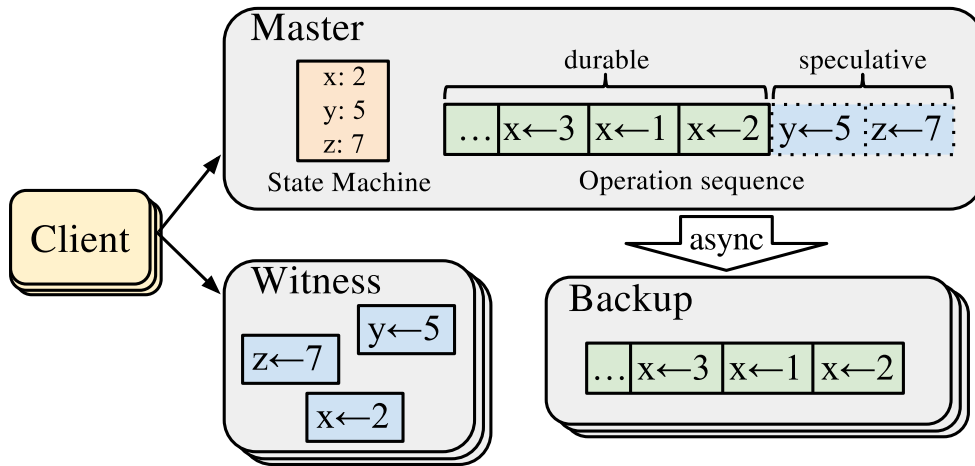 Master
durable
speculative
x: 2
y: 5
z: 7
... x←3 x←1 x←2 y←5 z←7
State Machine
Operation sequence
Client
async
Witness
y←5
z←7
x←2
Backup
... x←3 x←1 x←2